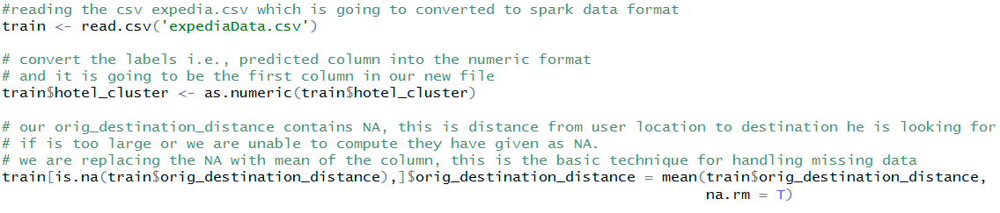 #reading the csv expedia.csv which is going to converted to spark data format
train <- read.csv('expediaData.csv')
# convert the labels i.e., predicted column into the numeric format
# and it is going to be the first column in our new file
train$hotel_cluster <- as.numeric(train$hotel_cluster)
# our orig_destination_distance contains NA, this is distance from user location to destination he is looking for
# if is too large or we are unable to compute they have given as NA.
# we are replacing the NA with mean of the column, this is the basic technique for handling missing data
train[is.na(train$orig_destination_distance),]$orig_destination_distance = mean(train$orig_destination_distance,
na.rm = T)